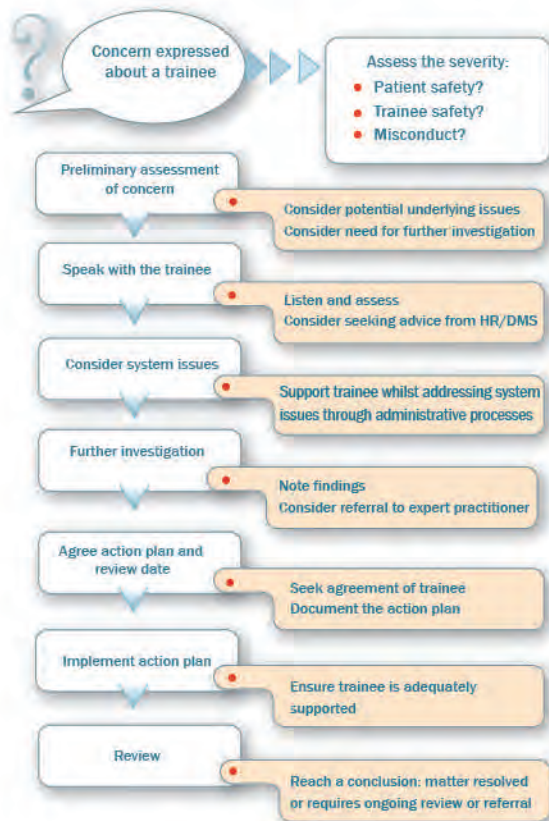 ?
Concern expressed
about a trainee
Assess the severity:
• Patient safety?
• Trainee safety?
• Misconduct?
Preliminary assessment
of concern
• Consider potential underlying issues
Consider need for further investigation
Speak with the trainee
• Listen and assess
Consider seeking advice from HR/DMS
Consider system issues
• Support trainee whilst addressing system
issues through administrative processes
Further investigation
• Note findings
Consider referral to expert practitioner
Agree action plan and
review date
• Seek agreement of trainee
Document the action plan
Implement action plan
• Ensure trainee is adequately
supported
Review
• Reach a conclusion: matter resolved
or requires ongoing review or referral